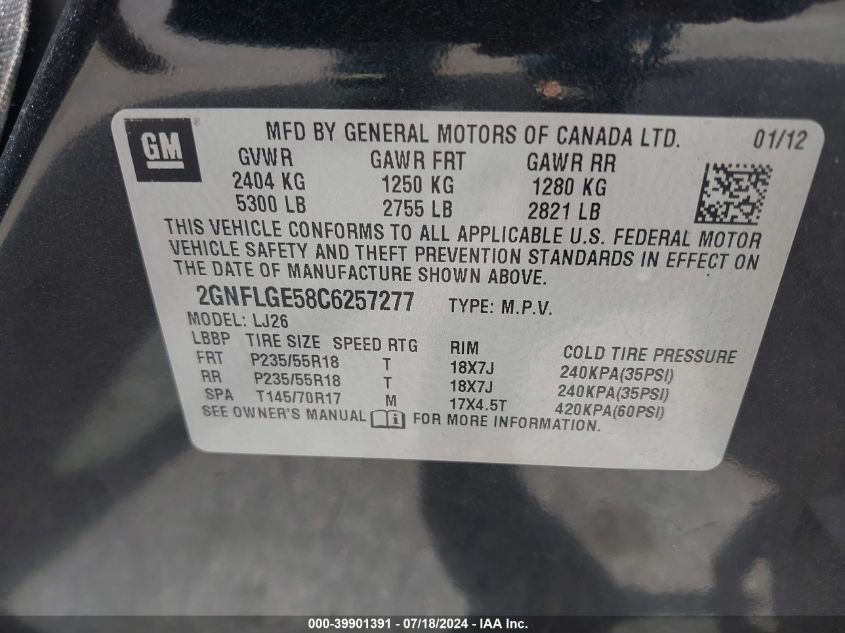 GM ® MFD BY GENERAL MOTORS OF CANADA LTD. 01/12
GVWR GAWR FRT GAWR RR
2404 KG 1250 KG 1280 KG
5300 LB 2755 LB 2821 LB
THIS VEHICLE CONFORMS TO ALL APPLICABLE U.S. FEDERAL MOTOR
VEHICLE SAFETY AND THEFT PREVENTION STANDARDS IN EFFECT ON
THE DATE OF MANUFACTURE SHOWN ABOVE.
2GNFLGE58C6257277 TYPE: M.P.V.
MODEL: LJ26
LBBP TIRE SIZE SPEED RTG RIM COLD TIRE PRESSURE
FRT P235/55R18 T 18X7J 240KPA(35PSI)
RR P235/55R18 T 18X7J 240KPA(35PSI)
SPA T145/70R17 M 17X4.5T 420KPA(60PSI)
SEE OWNER'S MANUAL FOR MORE INFORMATION.
000-39901391 - 07/18/2024 - IAA Inc.